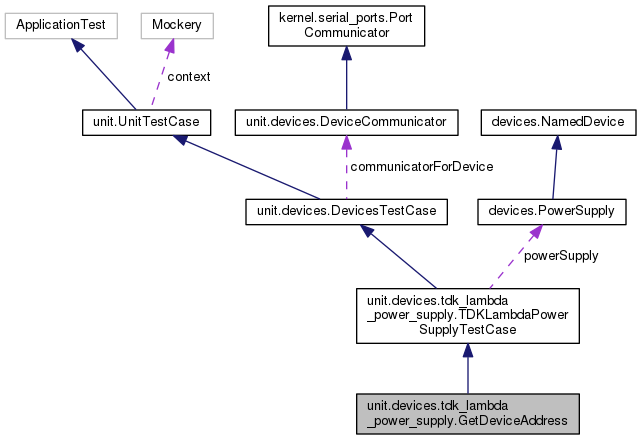 ApplicationTest
Mockery
kernel.serial_ports.Port
Communicator
context
unit.UnitTestCase
unit.devices.DeviceCommunicator
devices.NamedDevice
communicatorForDevice
unit.devices.DevicesTestCase
devices.PowerSupply
powerSupply
unit.devices.tdk_lambda
_power_supply.TDKLambdaPower
SupplyTestCase
unit.devices.tdk_lambda
_power_supply.GetDeviceAddress